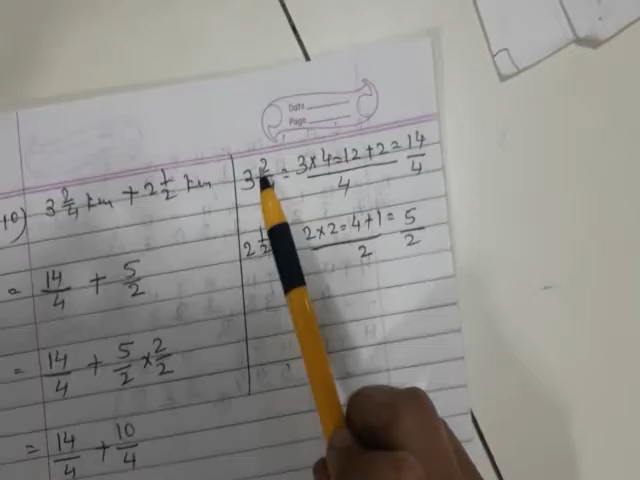 Date
Page
10) 3 2/4 km + 2 1/2 km
= 14/4 + 5/2
= 14/4 + 5/2 × 2/2
= 14/4 + 10/4
3 2/4 = 3×4=12+2/4 = 14/4
2 1/2 2×2=4+1/2 = 5/2